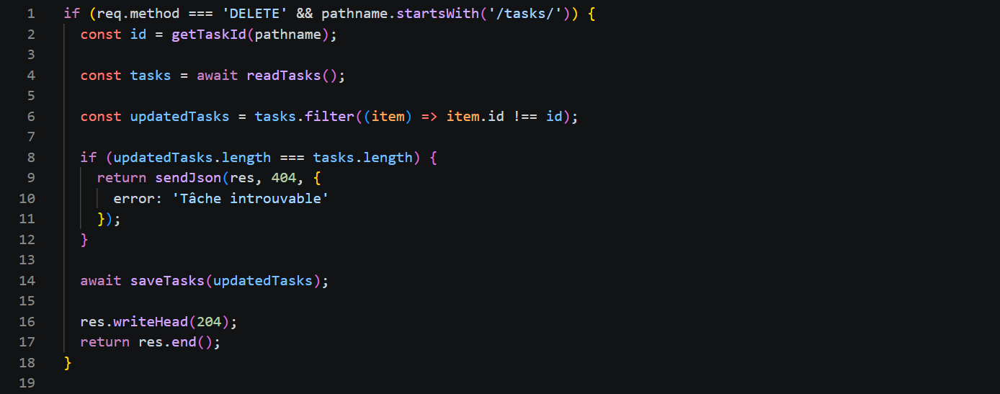 1 if (req.method === 'DELETE' && pathname.startsWith('/tasks/')) {
2   const id = getTaskId(pathname);
3
4   const tasks = await readTasks();
5
6   const updatedTasks = tasks.filter((item) => item.id !== id);
7
8   if (updatedTasks.length === tasks.length) {
9     return sendJson(res, 404, {
10       error: 'Tâche introuvable'
11     });
12   }
13
14   await saveTasks(updatedTasks);
15
16   res.writeHead(204);
17   return res.end();
18 }
19